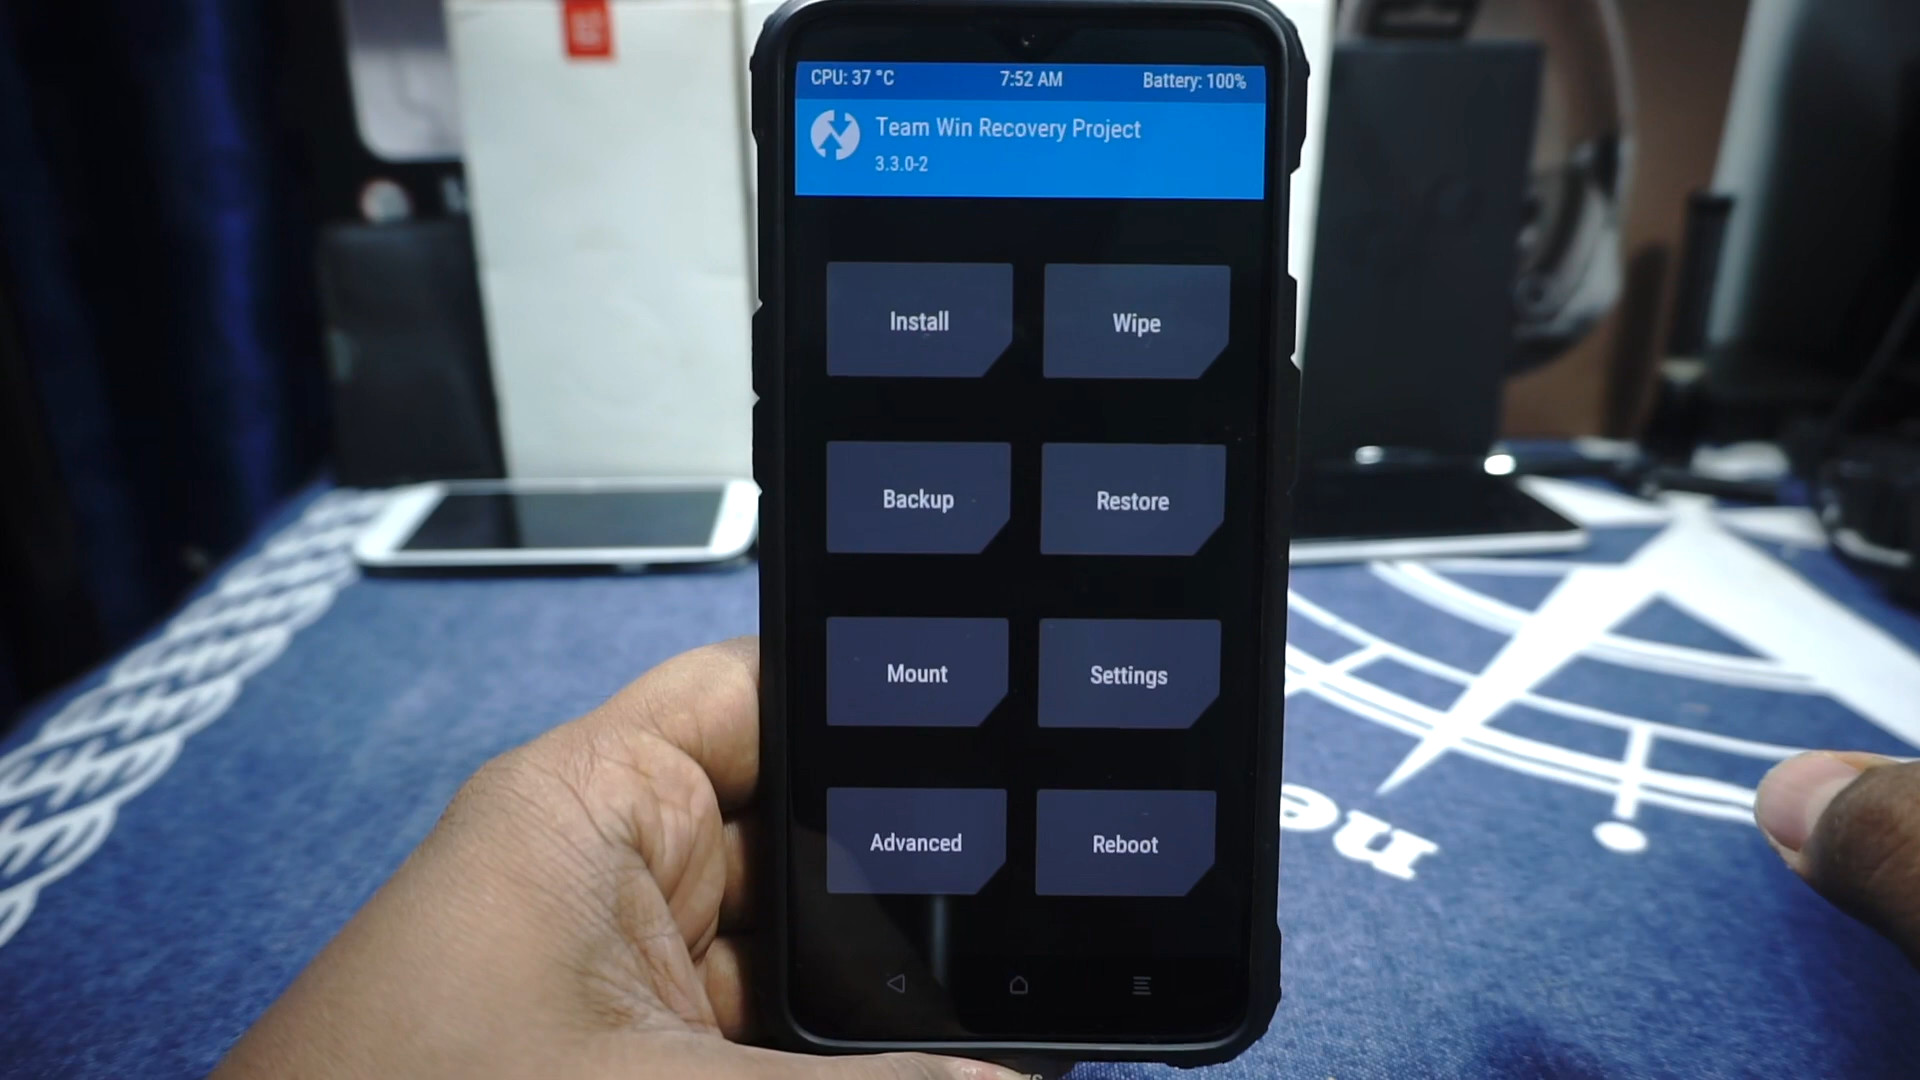 CPU: 37 °C 7:52 AM Battery: 100%
Team Win Recovery Project
3.3.0-2
Install Wipe
Backup Restore
Mount Settings
Advanced Reboot
ne